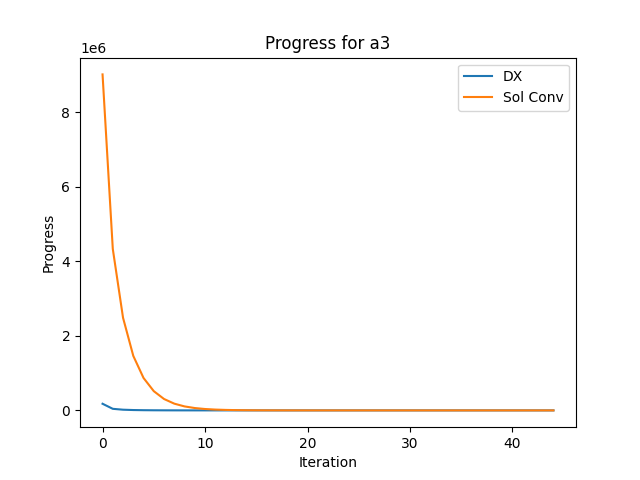 Progress for a3
1e6
DX
Sol Conv
8
6
4
2
0
Progress
0 10 20 30 40
Iteration